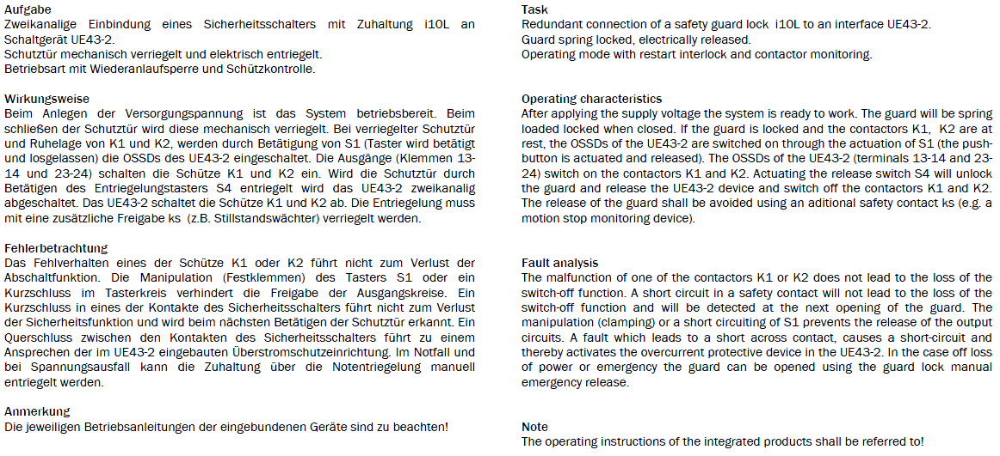 Aufgabe
Zweikanalige Einbindung eines Sicherheitsschalters mit Zuhaltung i10L an
Schaltgerät UE43-2.
Schutztür mechanisch verriegelt und elektrisch entriegelt.
Betriebsart mit Wiederanlaufsperre und Schützkontrolle.
Wirkungsweise
Beim Anlegen der Versorgungspannung ist das System betriebsbereit. Beim
schließen der Schutztür wird diese mechanisch verriegelt. Bei verriegelter Schutztür
und Ruhelage von K1 und K2, werden durch Betätigung von S1 (Taster wird betätigt
und losgelassen) die OSSDs des UE43-2 eingeschaltet. Die Ausgänge (Klemmen 13-
14 und 23-24) schalten die Schütze K1 und K2 ein. Wird die Schutztür durch
Betätigen des Entriegelungstasters S4 entriegelt wird das UE43-2 zweikanalig
abgeschaltet. Das UE43-2 schaltet die Schütze K1 und K2 ab. Die Entriegelung muss
mit eine zusätzliche Freigabe ks (z.B. Stillstandswächter) verriegelt werden.
Fehlerbetrachtung
Das Fehlverhalten eines der Schütze K1 oder K2 führt nicht zum Verlust der
Abschaltfunktion. Die Manipulation (Festklemmen) des Tasters S1 oder ein
Kurzschluss im Tasterkreis verhindert die Freigabe der Ausgangskreise. Ein
Kurzschluss in eines der Kontakte des Sicherheitsschalters führt nicht zum Verlust
der Sicherheitsfunktion und wird beim nächsten Betätigen der Schutztür erkannt. Ein
Querschluss zwischen den Kontakten des Sicherheitsschalters führt zu einem
Ansprechen der im UE43-2 eingebauten Überstromschutzeinrichtung. Im Notfall und
bei Spannungsausfall kann die Zuhaltung über die Notentriegelung manuell
entriegelt werden.
Anmerkung
Die jeweiligen Betriebsanleitungen der eingebundenen Geräte sind zu beachten!
Task
Redundant connection of a safety guard lock i10L to an interface UE43-2.
Guard spring locked, electrically released.
Operating mode with restart interlock and contactor monitoring.
Operating characteristics
After applying the supply voltage the system is ready to work. The guard will be spring
loaded locked when closed. If the guard is locked and the contactors K1, K2 are at
rest, the OSSDs of the UE43-2 are switched on through the actuation of S1 (the push-
button is actuated and released). The OSSDs of the UE43-2 (terminals 13-14 and 23-
24) switch on the contactors K1 and K2. Actuating the release switch S4 will unlock
the guard and release the UE43-2 device and switch off the contactors K1 and K2.
The release of the guard shall be avoided using an aditional safety contact ks (e.g. a
motion stop monitoring device).
Fault analysis
The malfunction of one of the contactors K1 or K2 does not lead to the loss of the
switch-off function. A short circuit in a safety contact will not lead to the loss of the
switch-off function and will be detected at the next opening of the guard. The
manipulation (clamping) or a short circuiting of S1 prevents the release of the output
circuits. A fault which leads to a short across contact, causes a short-circuit and
thereby activates the overcurrent protective device in the UE43-2. In the case off loss
of power or emergency the guard can be opened using the guard lock manual
emergency release.
Note
The operating instructions of the integrated products shall be referred to!